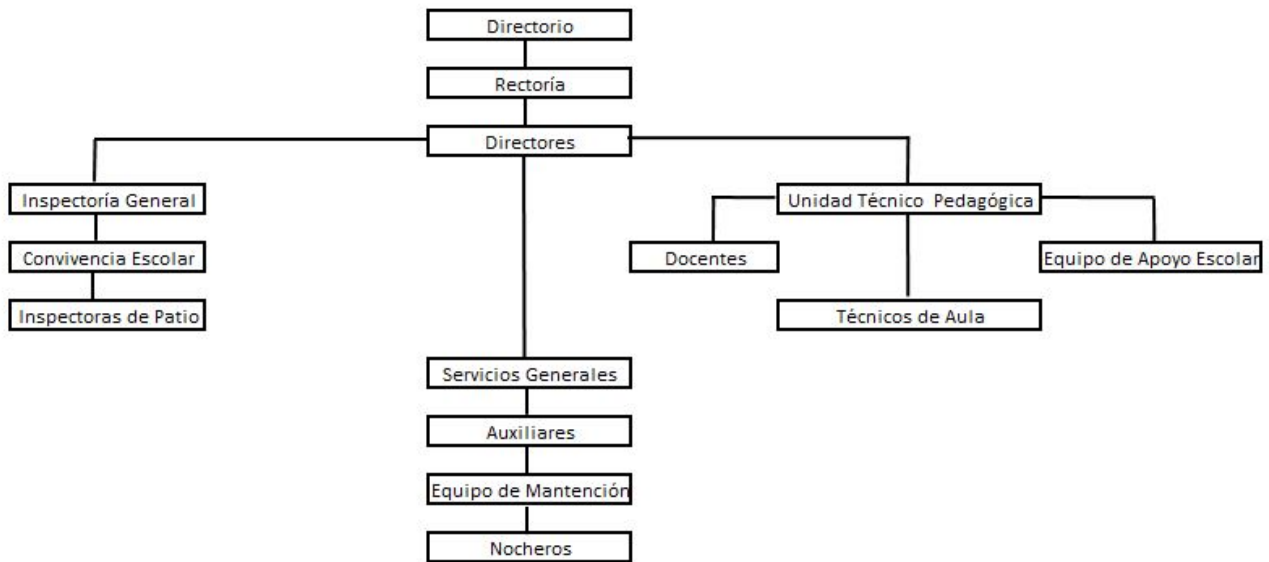 Directorio
Rectoría
Directores
Inspectoría General
Unidad Técnico Pedagógica
Convivencia Escolar
Docentes
Equipo de Apoyo Escolar
Inspectoras de Patio
Técnicos de Aula
Servicios Generales
Auxiliares
Equipo de Mantención
Nocheros